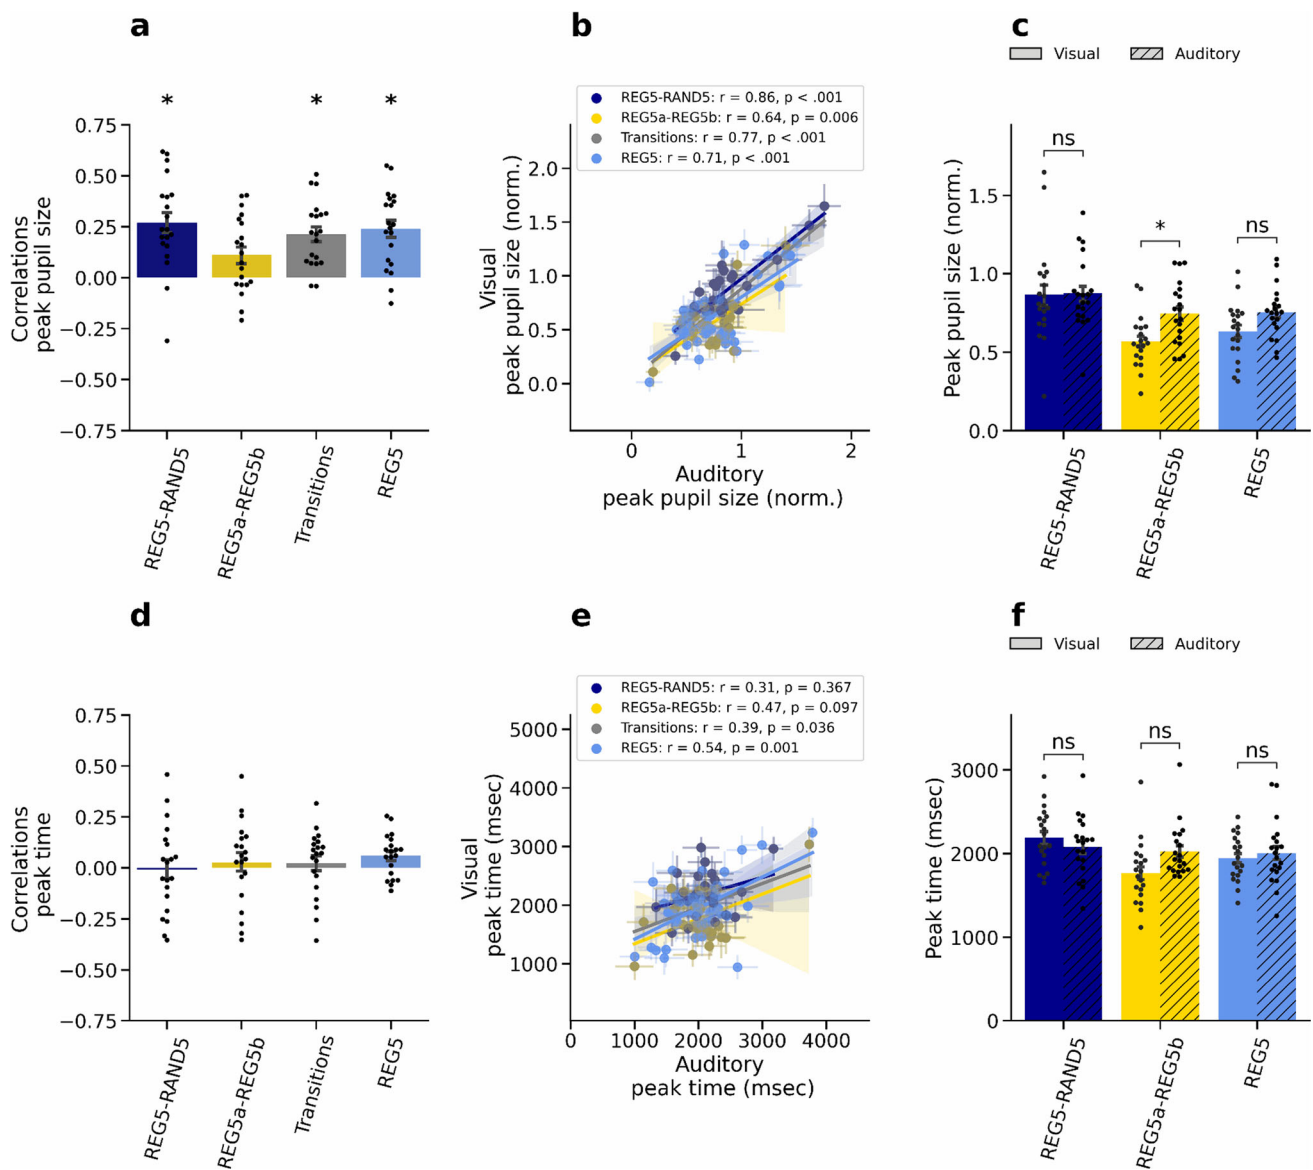 a
b
c
Visual
Auditory
REG5-RAND5: r = 0.86, p < .001
REG5a-REG5b: r = 0.64, p = 0.006
Transitions: r = 0.77, p < .001
REG5: r = 0.71, p < .001
*
*
*
Correlations
peak pupil size
0.75
0.50
0.25
0.00
−0.25
−0.50
−0.75
REG5-RAND5
REG5a-REG5b
Transitions
REG5
Visual
peak pupil size (norm.)
2.0
1.5
1.0
0.5
0.0
0
1
2
Auditory
peak pupil size (norm.)
Peak pupil size (norm.)
1.5
1.0
0.5
0.0
ns
*
ns
REG5-RAND5
REG5a-REG5b
REG5
d
e
f
Visual
Auditory
REG5-RAND5: r = 0.31, p = 0.367
REG5a-REG5b: r = 0.47, p = 0.097
Transitions: r = 0.39, p = 0.036
REG5: r = 0.54, p = 0.001
Correlations
peak time
0.75
0.50
0.25
0.00
−0.25
−0.50
−0.75
REG5-RAND5
REG5a-REG5b
Transitions
REG5
Visual
peak time (msec)
5000
4000
3000
2000
1000
0
1000
2000
3000
4000
Auditory
peak time (msec)
Peak time (msec)
3000
2000
1000
0
ns
ns
ns
REG5-RAND5
REG5a-REG5b
REG5